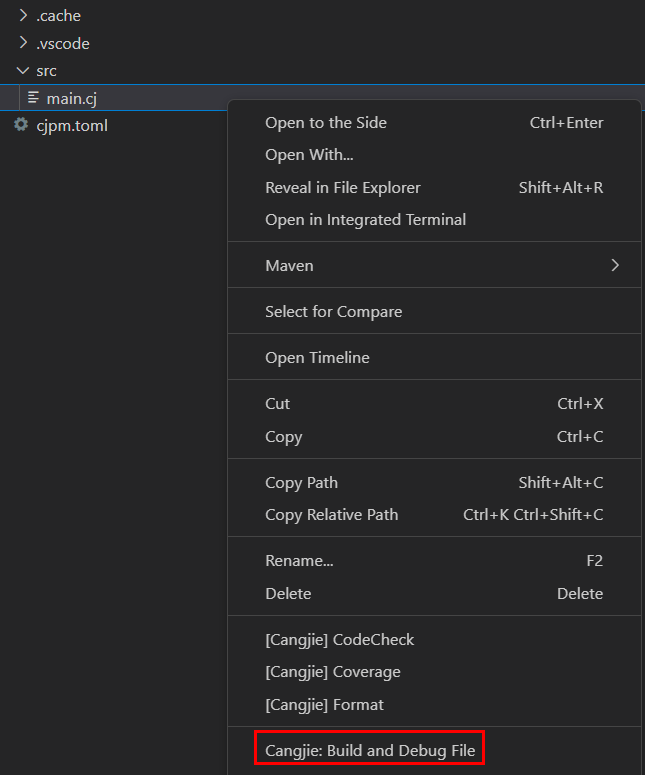 .cache
.vscode
src
main.cj
cjpm.toml
Open to the Side Ctrl+Enter
Open With...
Reveal in File Explorer Shift+Alt+R
Open in Integrated Terminal
Maven
Select for Compare
Open Timeline
Cut Ctrl+X
Copy Ctrl+C
Copy Path Shift+Alt+C
Copy Relative Path Ctrl+K Ctrl+Shift+C
Rename... F2
Delete Delete
[Cangjie] CodeCheck
[Cangjie] Coverage
[Cangjie] Format
Cangjie: Build and Debug File